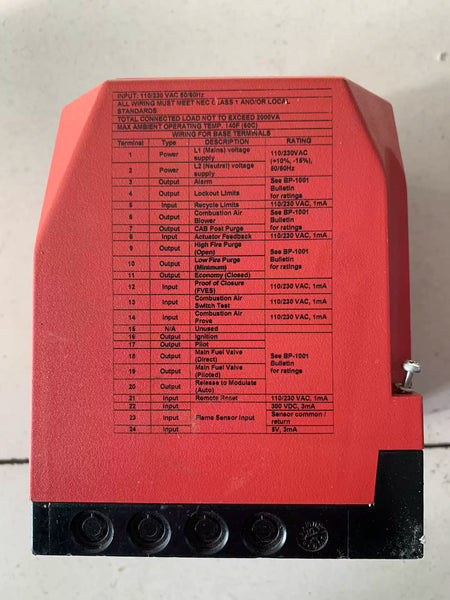 INPUT: 110/230 VAC 50/60Hz
ALL WIRING MUST MEET NEC CLASS 1 AND/OR LOCAL
STANDARDS
TOTAL CONNECTED LOAD NOT TO EXCEED 2000VA
MAX AMBIENT OPERATING TEMP. 140F (60C)
WIRING FOR BASE TERMINALS
Terminal Type DESCRIPTION RATING
1 Power L1 (Mains) voltage supply 110/230VAC (+10%, -15%), 50/60Hz
2 Power L2 (Neutral) voltage supply
3 Output Alarm See BP-1001 Bulletin for ratings
4 Output Lockout Limits
5 Input Recycle Limits 110/230 VAC, 1mA
6 Output Combustion Air Blower See BP-1001 Bulletin for ratings
7 Output CAB Post Purge
8 Input Actuator Feedback 110/230 VAC, 1mA
9 Output High Fire Purge (Open) See BP-1001 Bulletin for ratings
10 Output Low Fire Purge (Minimum)
11 Output Economy (Closed)
12 Input Proof of Closure (FVES) 110/230 VAC, 1mA
13 Input Combustion Air Switch Test 110/230 VAC, 1mA
14 Input Combustion Air Prove 110/230 VAC, 1mA
15 N/A Unused
16 Output Ignition See BP-1001 Bulletin for ratings
17 Output Pilot
18 Output Main Fuel Valve (Direct)
19 Output Main Fuel Valve (Piloted)
20 Output Release to Modulate (Auto)
21 Input Remote Reset 110/230 VAC, 1mA
22 Input Flame Sensor Input 300 VDC, 3mA
23 Input Sensor common / return
24 Input 5V, 3mA